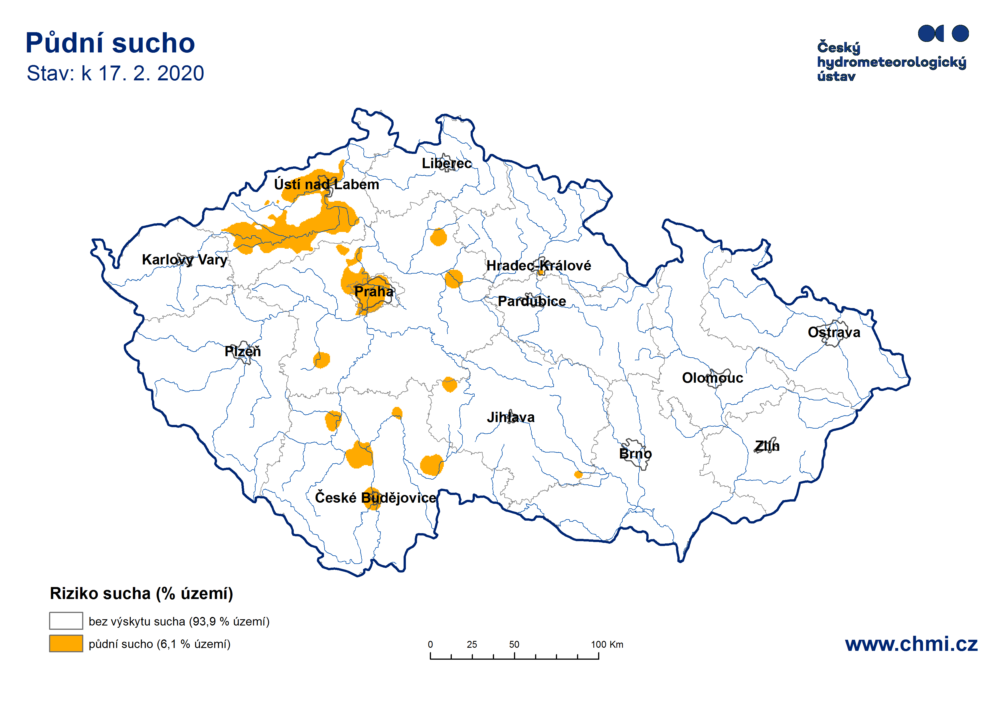 Půdní sucho
Stav: k 17. 2. 2020
Český
hydrometeorologický
ústav
Liberec
Ústí nad Labem
Karlovy Vary
Hradec-Králové
Praha
Pardubice
Ostrava
Plzeň
Olomouc
Jihlava
Zlín
Brno
České Budějovice
Riziko sucha (% území)
bez výskytu sucha (93,9 % území)
půdní sucho (6,1 % území)
0 25 50 100 Km
www.chmi.cz